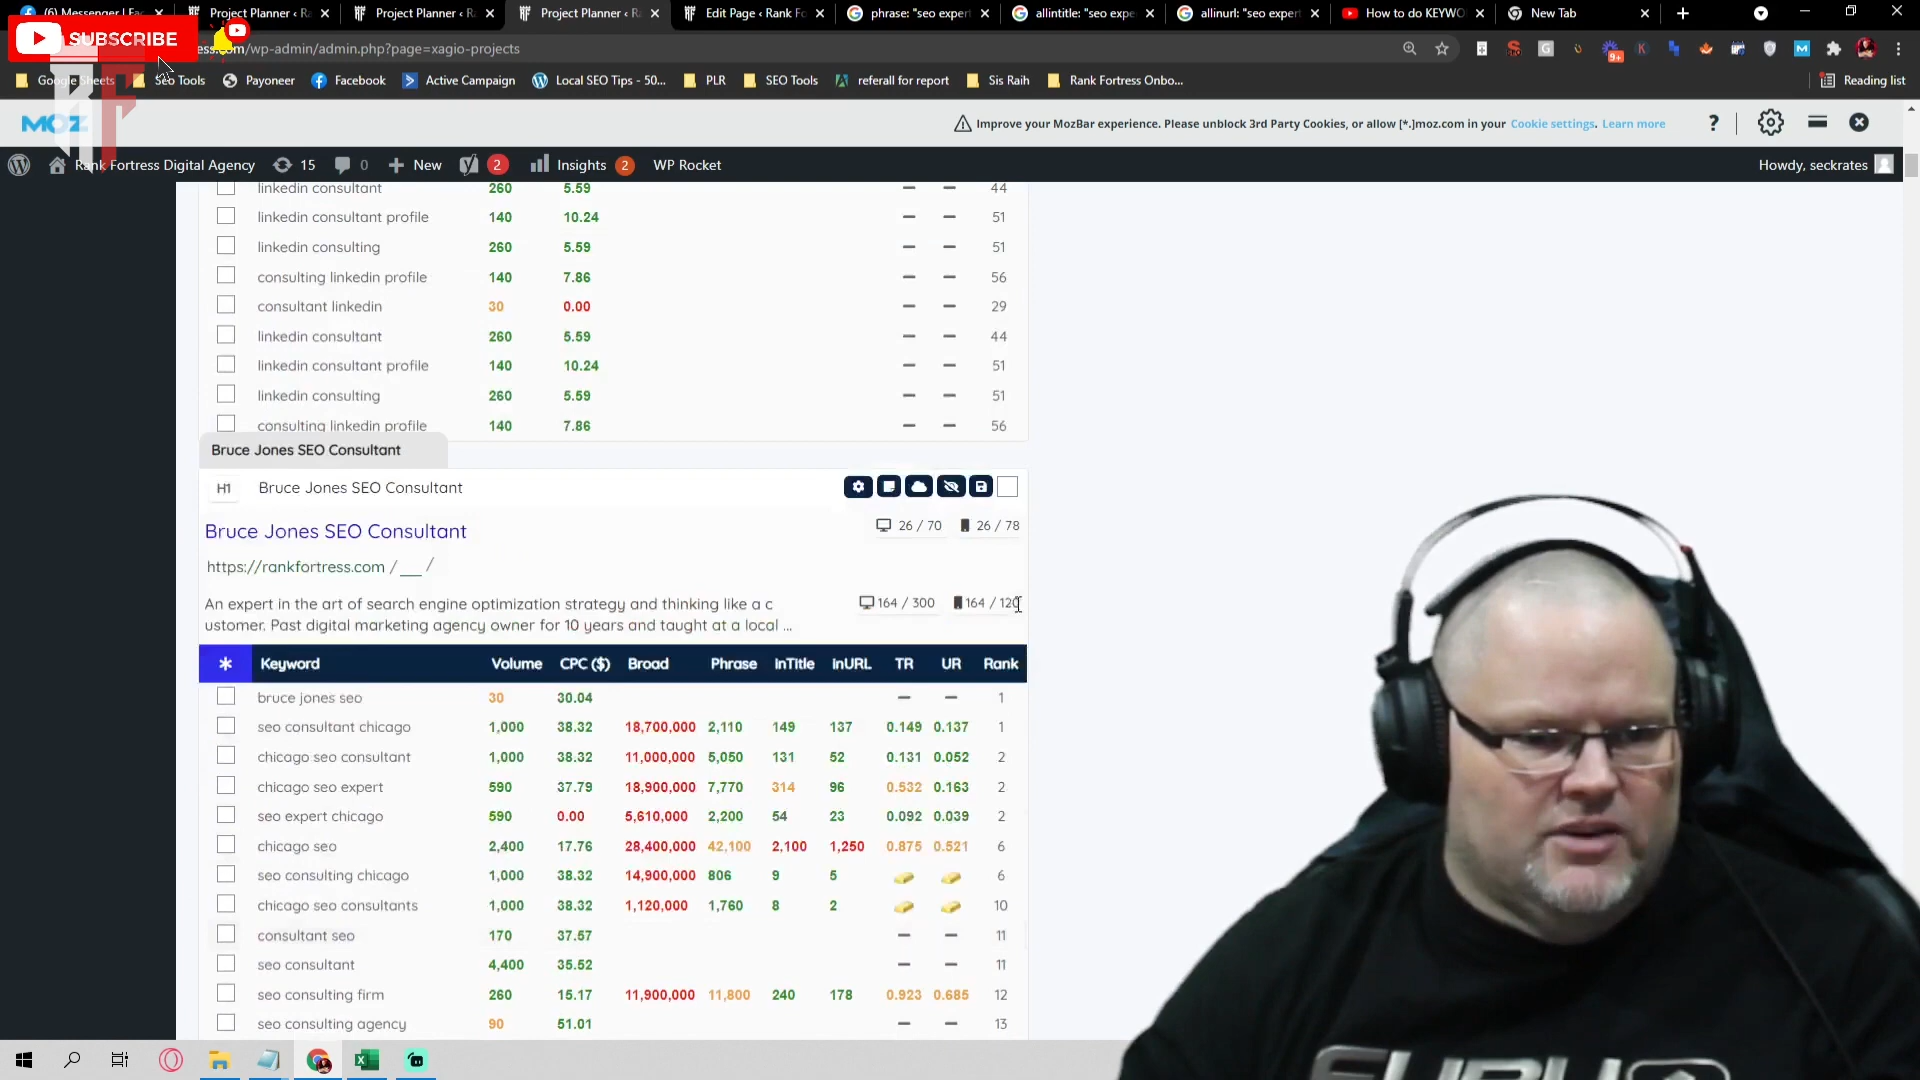 (6) Messenger | Fac
Project Planner ‹ R
Project Planner ‹ R
Project Planner ‹ R
Edit Page ‹ Rank Fo
phrase: "seo exper
allintitle: "seo expe
allinurl: "seo expert
How to do KEYWO
New Tab
SUBSCRIBE
ess.com/wp-admin/admin.php?page=xagio-projects
9+
Google Sheets
Seo Tools
Payoneer
Facebook
Active Campaign
Local SEO Tips - 50...
PLR
SEO Tools
referall for report
Sis Raih
Rank Fortress Onbo...
Reading list
MOZ
Improve your MozBar experience. Please unblock 3rd Party Cookies, or allow [*.]moz.com in your Cookie settings. Learn more
?
Rank Fortress Digital Agency
15
0
New
2
Insights
2
WP Rocket
Howdy, seckrates
linkedin consultant 260 5.59 — — 44
linkedin consultant profile 140 10.24 — — 51
linkedin consulting 260 5.59 — — 51
consulting linkedin profile 140 7.86 — — 56
consultant linkedin 30 0.00 — — 29
linkedin consultant 260 5.59 — — 44
linkedin consultant profile 140 10.24 — — 51
linkedin consulting 260 5.59 — — 51
consulting linkedin profile 140 7.86 — — 56
Bruce Jones SEO Consultant
H1 Bruce Jones SEO Consultant
Bruce Jones SEO Consultant
26 / 70 26 / 78
https://rankfortress.com / ___ /
An expert in the art of search engine optimization strategy and thinking like a c
164 / 300 164 / 120
ustomer. Past digital marketing agency owner for 10 years and taught at a local ...
* Keyword Volume CPC ($) Broad Phrase InTitle InURL TR UR Rank
bruce jones seo 30 30.04 — — 1
seo consultant chicago 1,000 38.32 18,700,000 2,110 149 137 0.149 0.137 1
chicago seo consultant 1,000 38.32 11,000,000 5,050 131 52 0.131 0.052 2
chicago seo expert 590 37.79 18,900,000 7,770 314 96 0.532 0.163 2
seo expert chicago 590 0.00 5,610,000 2,200 54 23 0.092 0.039 2
chicago seo 2,400 17.76 28,400,000 42,100 2,100 1,250 0.875 0.521 6
seo consulting chicago 1,000 38.32 14,900,000 806 9 5 6
chicago seo consultants 1,000 38.32 1,120,000 1,760 8 2 10
consultant seo 170 37.57 — — 11
seo consultant 4,400 35.52 — — 11
seo consulting firm 260 15.17 11,900,000 11,800 240 178 0.923 0.685 12
seo consulting agency 90 51.01 — — 13